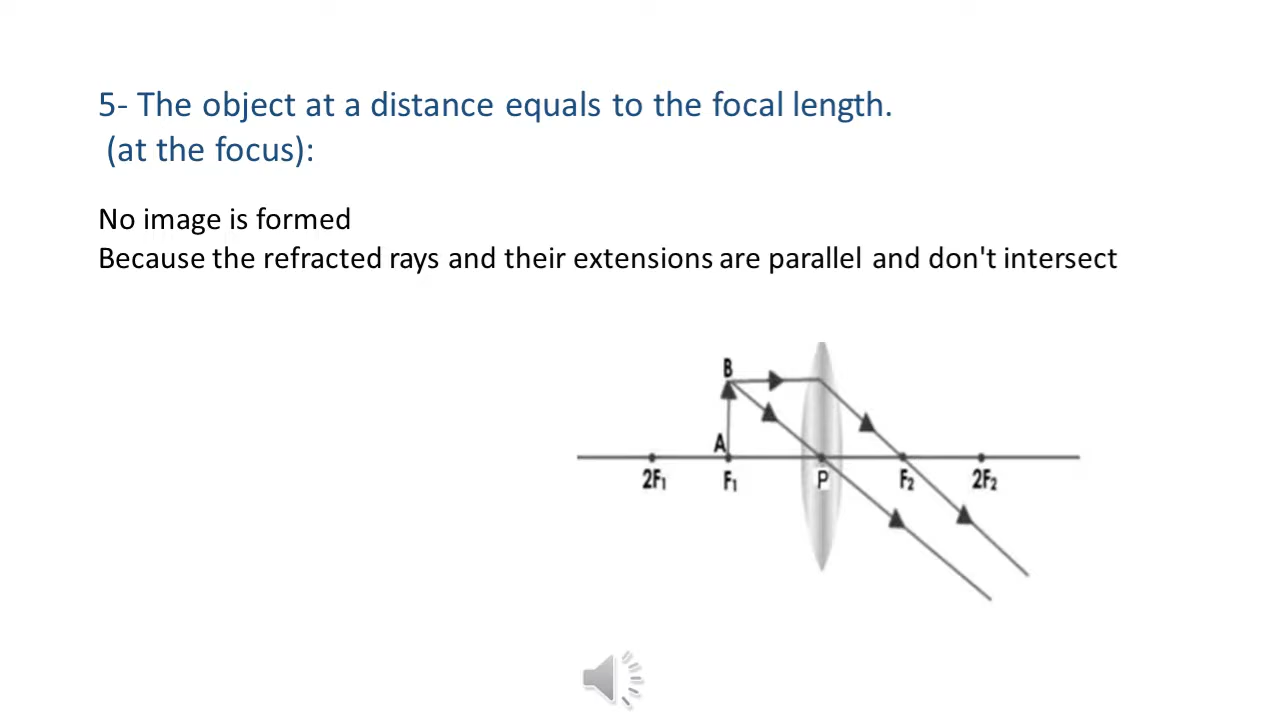 5- The object at a distance equals to the focal length.
(at the focus):
No image is formed
Because the refracted rays and their extensions are parallel and don't intersect
B
A
2F₁ F₁ P F₂ 2F₂